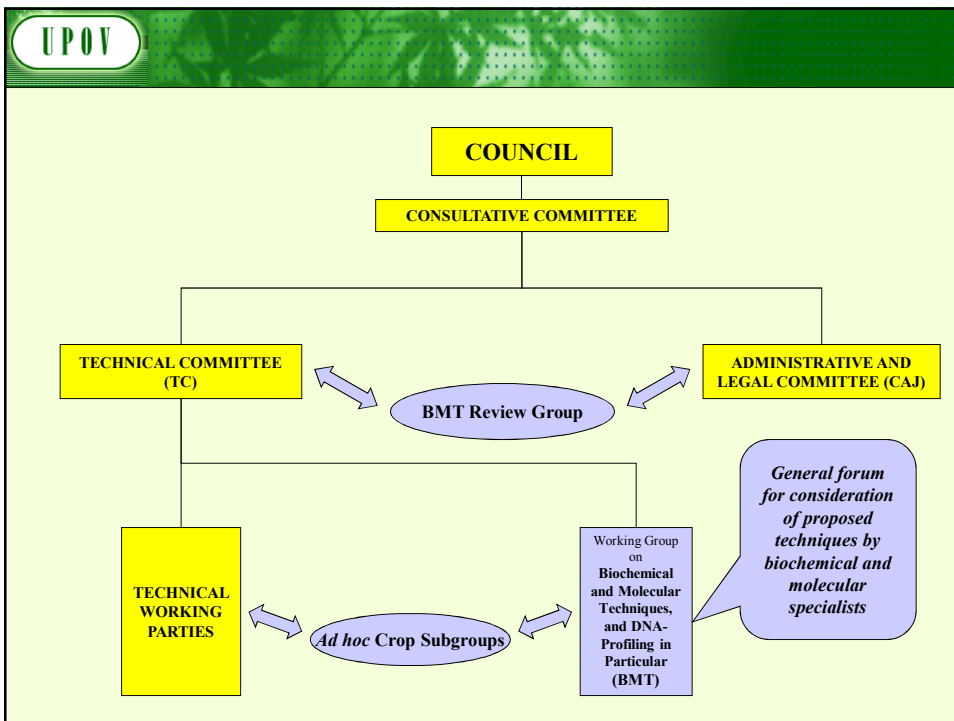 UPOV
COUNCIL
CONSULTATIVE COMMITTEE
TECHNICAL COMMITTEE
(TC)
ADMINISTRATIVE AND
LEGAL COMMITTEE (CAJ)
BMT Review Group
General forum
for consideration
of proposed
techniques by
biochemical and
molecular
specialists
TECHNICAL
WORKING
PARTIES
Ad hoc Crop Subgroups
Working Group
on
Biochemical
and Molecular
Techniques,
and DNA-
Profiling in
Particular
(BMT)